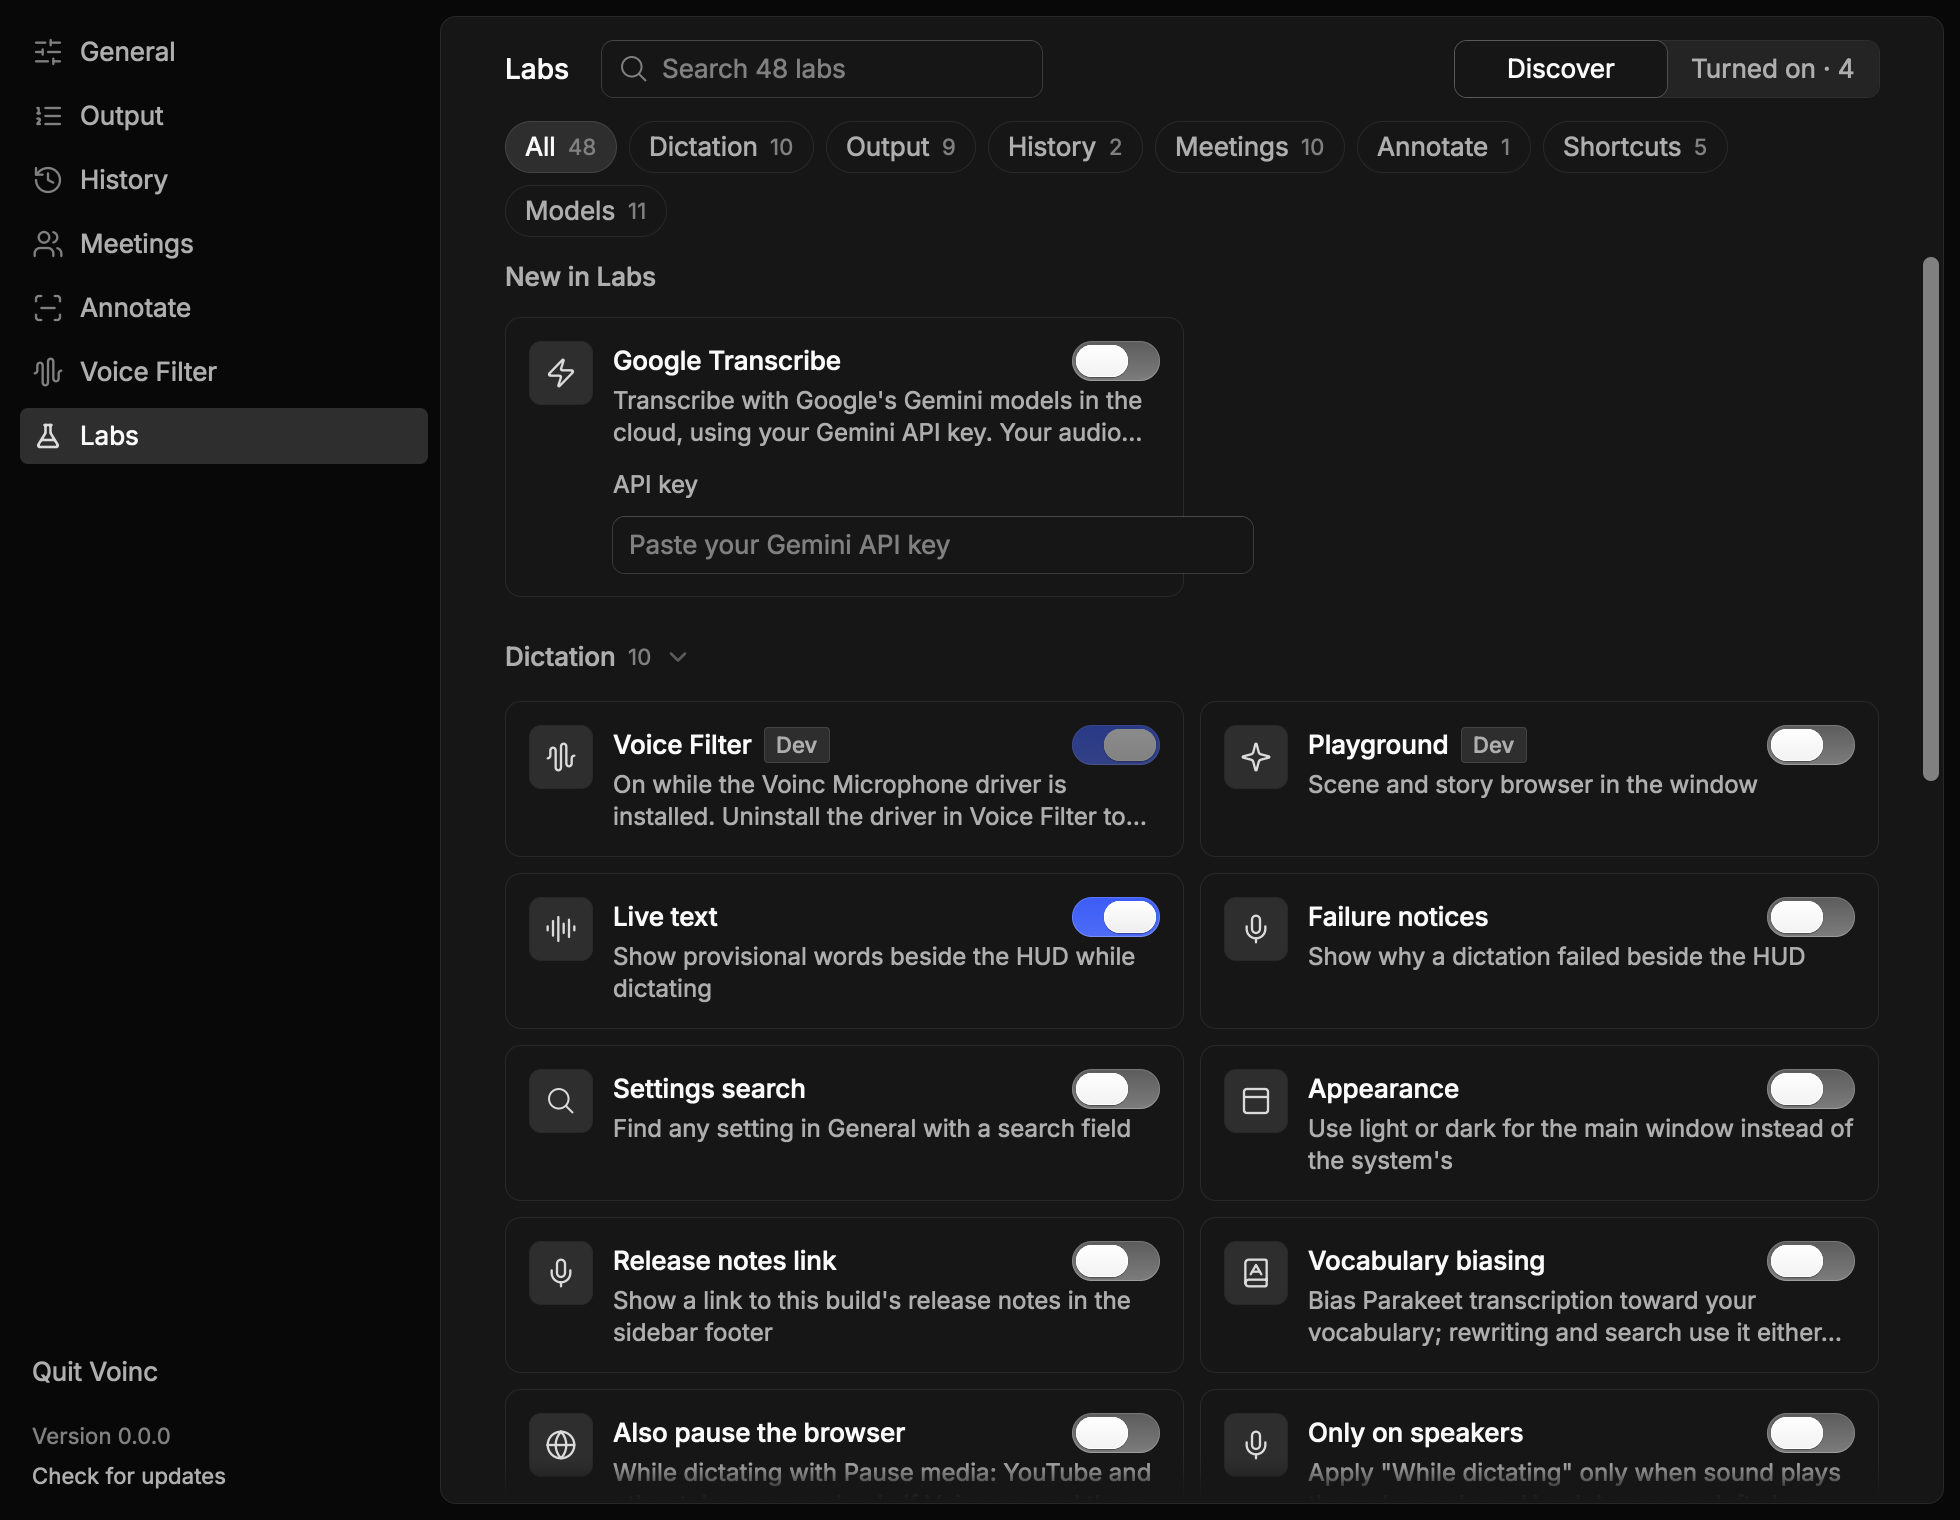 General
Output
History
Meetings
Annotate
Voice Filter
Labs
Quit Voinc
Version 0.0.0
Check for updates
Labs
Search 48 labs
Discover
Turned on · 4
All 48
Dictation 10
Output 9
History 2
Meetings 10
Annotate 1
Shortcuts 5
Models 11
New in Labs
Google Transcribe
Transcribe with Google's Gemini models in the
cloud, using your Gemini API key. Your audio...
API key
Paste your Gemini API key
Dictation 10
Voice Filter Dev
On while the Voinc Microphone driver is
installed. Uninstall the driver in Voice Filter to...
Playground Dev
Scene and story browser in the window
Live text
Show provisional words beside the HUD while
dictating
Failure notices
Show why a dictation failed beside the HUD
Settings search
Find any setting in General with a search field
Appearance
Use light or dark for the main window instead of
the system's
Release notes link
Show a link to this build's release notes in the
sidebar footer
Vocabulary biasing
Bias Parakeet transcription toward your
vocabulary; rewriting and search use it either...
Also pause the browser
While dictating with Pause media: YouTube and
Only on speakers
Apply "While dictating" only when sound plays